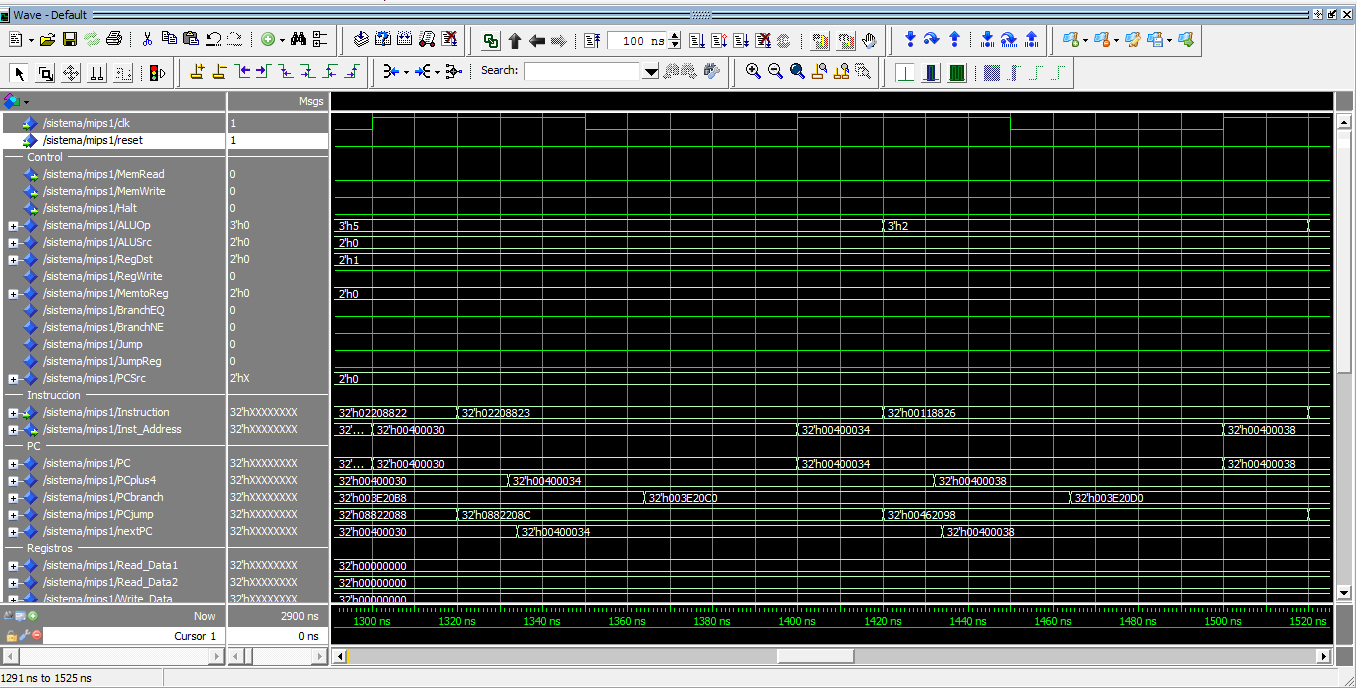 Wave - Default
100 ns
Search:
Msgs
/sistema/mips1/clk 1
/sistema/mips1/reset 1
Control
/sistema/mips1/MemRead 0
/sistema/mips1/MemWrite 0
/sistema/mips1/Halt 0
/sistema/mips1/ALUOp 3'h0 3'h5 3'h2
/sistema/mips1/ALUSrc 2'h0 2'h0
/sistema/mips1/RegDst 2'h0 2'h1
/sistema/mips1/RegWrite 0
/sistema/mips1/MemtoReg 2'h0 2'h0
/sistema/mips1/BranchEQ 0
/sistema/mips1/BranchNE 0
/sistema/mips1/Jump 0
/sistema/mips1/JumpReg 0
/sistema/mips1/PCSrc 2'hX 2'h0
Instruccion
/sistema/mips1/Instruction 32'hXXXXXXXX 32'h02208822 32'h02208823 32'h00118826
/sistema/mips1/Inst_Address 32'hXXXXXXXX 32'... 32'h00400030 32'h00400034 32'h00400038
PC
/sistema/mips1/PC 32'hXXXXXXXX 32'... 32'h00400030 32'h00400034 32'h00400038
/sistema/mips1/PCplus4 32'hXXXXXXXX 32'h00400030 32'h00400034 32'h00400038
/sistema/mips1/PCbranch 32'hXXXXXXXX 32'h003E20B8 32'h003E20C0 32'h003E20D0
/sistema/mips1/PCjump 32'hXXXXXXXX 32'h08822088 32'h0882208C 32'h00462098
/sistema/mips1/nextPC 32'hXXXXXXXX 32'h00400030 32'h00400034 32'h00400038
Registros
/sistema/mips1/Read_Data1 32'hXXXXXXXX 32'h00000000
/sistema/mips1/Read_Data2 32'hXXXXXXXX 32'h00000000
/sistema/mips1/Write_Data 32'hXXXXXXXX 32'h00000000
Now 2900 ns 1300 ns 1320 ns 1340 ns 1360 ns 1380 ns 1400 ns 1420 ns 1440 ns 1460 ns 1480 ns 1500 ns 1520 ns
Cursor 1 0 ns
1291 ns to 1525 ns